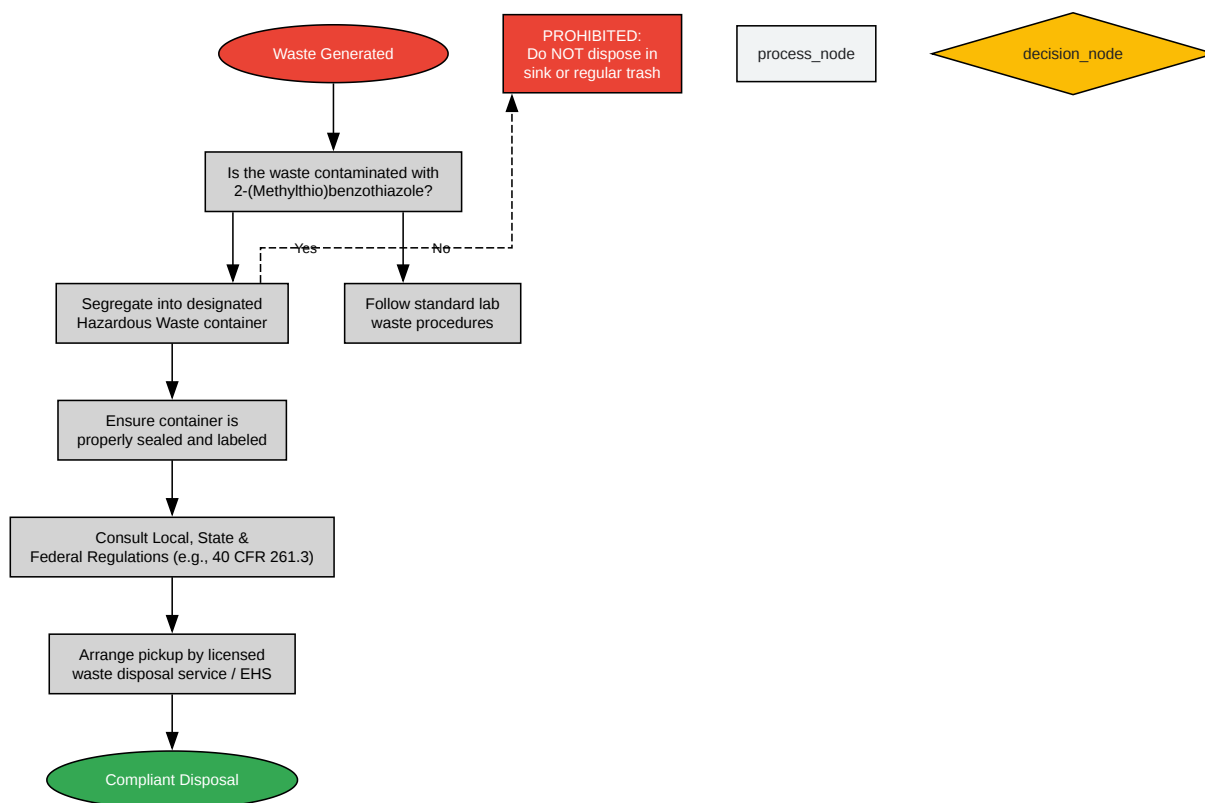 Waste Generated
PROHIBITED:
Do NOT dispose in
sink or regular trash
process_node
decision_node
Is the waste contaminated with
2-(Methylthio)benzothiazole?
Yes
No
Segregate into designated
Hazardous Waste container
Follow standard lab
waste procedures
Ensure container is
properly sealed and labeled
Consult Local, State &
Federal Regulations (e.g., 40 CFR 261.3)
Arrange pickup by licensed
waste disposal service / EHS
Compliant Disposal